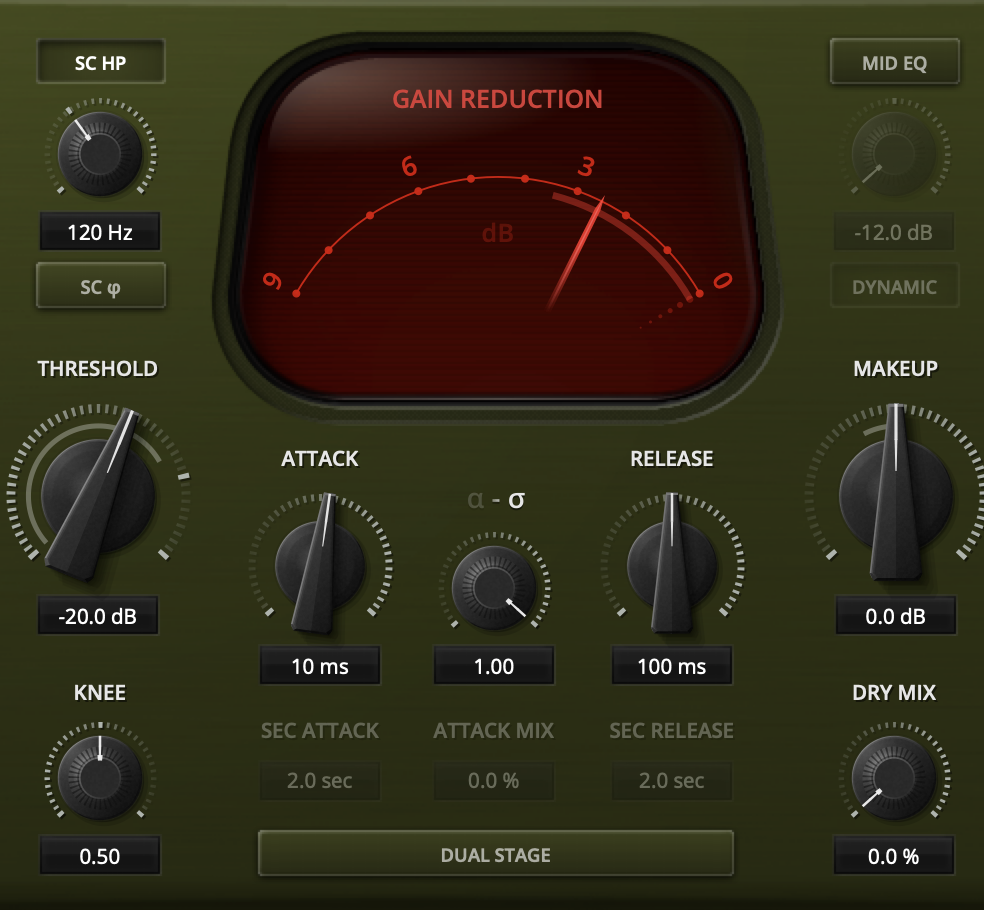 SC HP
MID EQ
GAIN REDUCTION
9 6 3 0
dB
120 Hz
-12.0 dB
SC φ
DYNAMIC
THRESHOLD
MAKEUP
ATTACK
RELEASE
α - σ
-20.0 dB
0.0 dB
10 ms
1.00
100 ms
KNEE
DRY MIX
SEC ATTACK
ATTACK MIX
SEC RELEASE
2.0 sec
0.0 %
2.0 sec
0.50
DUAL STAGE
0.0 %